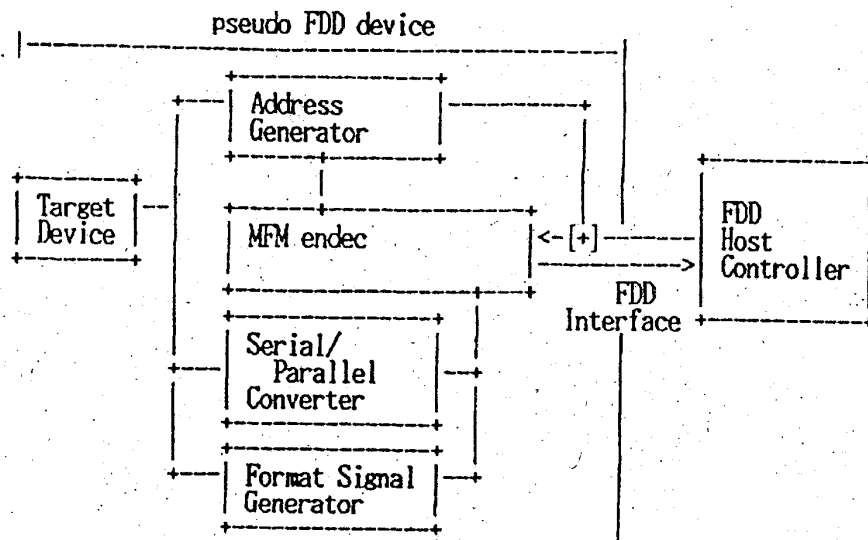 pseudo FDD device
Address
Generator
Target
Device
MFM endec
<-[+]
FDD
Host
Controller
FDD
Interface
Serial/
Parallel
Converter
Format Signal
Generator